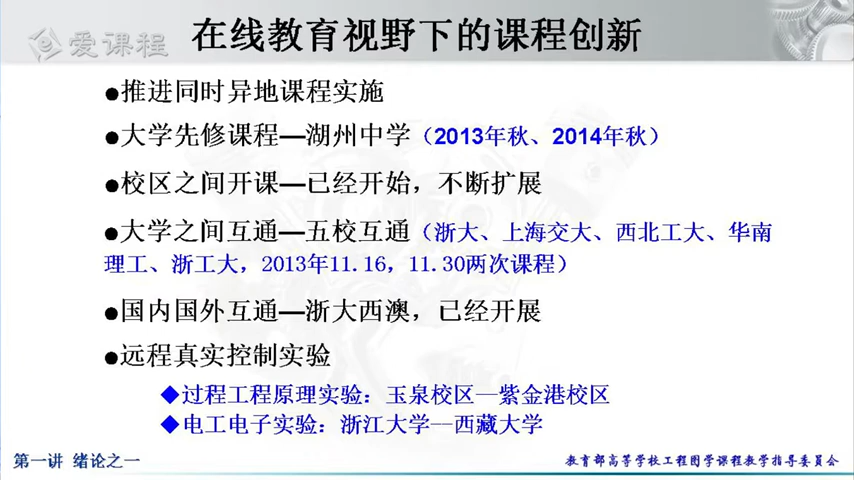 爱课程
在线教育视野下的课程创新
●推进同时异地课程实施
●大学先修课程—湖州中学（2013年秋、2014年秋）
●校区之间开课—已经开始，不断扩展
●大学之间互通—五校互通（浙大、上海交大、西北工大、华南
理工、浙工大，2013年11.16，11.30两次课程）
●国内国外互通—浙大西澳，已经开展
●远程真实控制实验
◆过程工程原理实验：玉泉校区—紫金港校区
◆电工电子实验：浙江大学--西藏大学
第一讲 绪论之一
教育部高等学校工程图学课程教学指导委员会